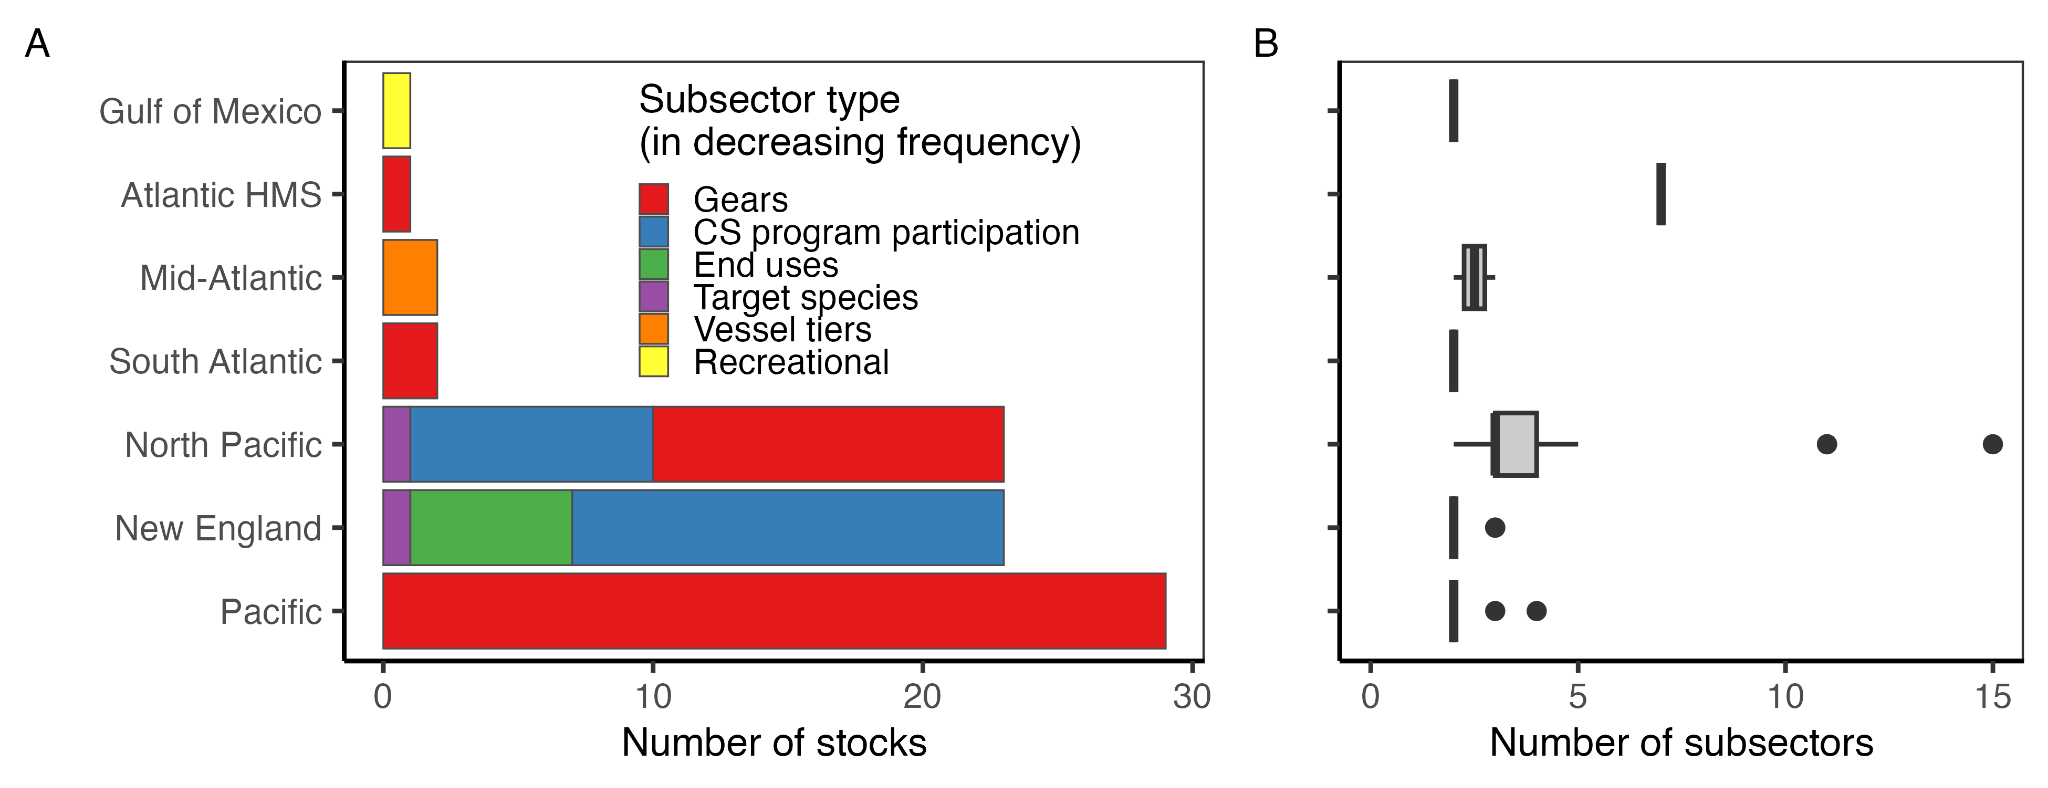 A
Gulf of Mexico
Atlantic HMS
Mid-Atlantic
South Atlantic
North Pacific
New England
Pacific
Subsector type
(in decreasing frequency)
Gears
CS program participation
End uses
Target species
Vessel tiers
Recreational
0 10 20 30
Number of stocks
B
0 5 10 15
Number of subsectors